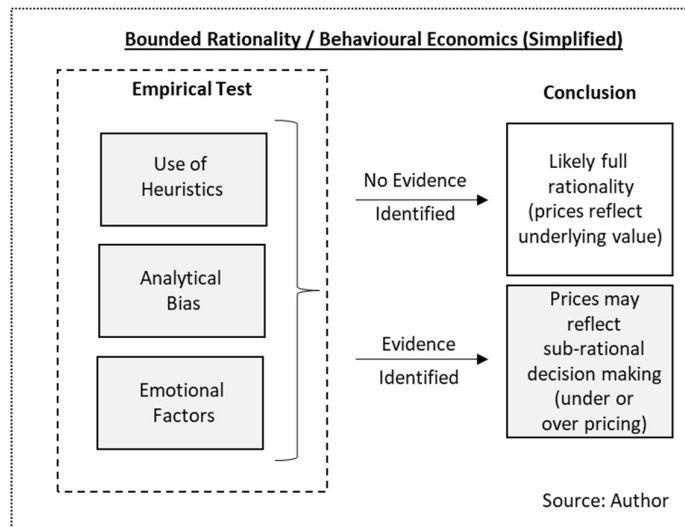 Bounded Rationality / Behavioural Economics (Simplified)
Empirical Test
Use of
Heuristics
Analytical
Bias
Emotional
Factors
No Evidence
Identified
Evidence
Identified
Conclusion
Likely full
rationality
(prices reflect
underlying value)
Prices may
reflect
sub-rational
decision making
(under or
over pricing)
Source: Author